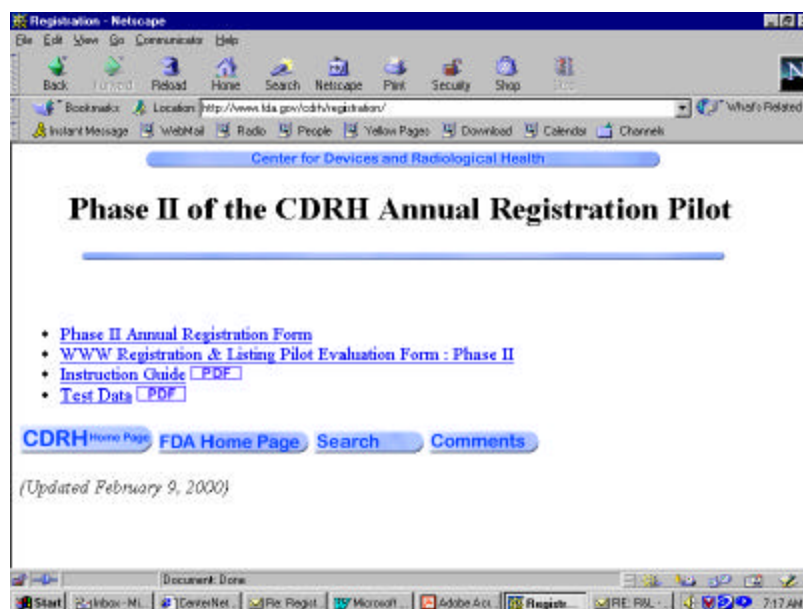 Registration - Netscape
File Edit View Go Communicator Help
Back Forward Reload Home Search Netscape Print Security Shop Stop
Bookmarks Location http://www.fda.gov/cdrh/registration/ What's Related
Instant Message WebMail Radio People Yellow Pages Download Calendar Channels
Center for Devices and Radiological Health
Phase II of the CDRH Annual Registration Pilot
Phase II Annual Registration Form
WWW Registration & Listing Pilot Evaluation Form : Phase II
Instruction Guide PDF
Test Data PDF
CDRH Home Page FDA Home Page Search Comments
(Updated February 9, 2000)
Document: Done
Start Inbox - Mi... CenterNet... Re: Regist... Microsoft ... Adobe Acr... Registr... RE: 7:17 AM